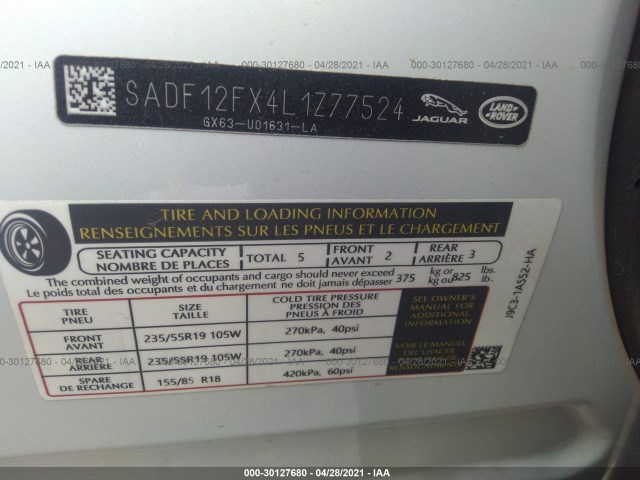 000-30127680 - 04/28/2021 - IAA
SADF12FX4L1Z77524
GX63-U01631-LA
JAGUAR
LAND ROVER
TIRE AND LOADING INFORMATION
RENSEIGNEMENTS SUR LES PNEUS ET LE CHARGEMENT
SEATING CAPACITY
NOMBRE DE PLACES
TOTAL 5
FRONT
AVANT 2
REAR
ARRIÈRE 3
The combined weight of occupants and cargo should never exceed
Le poids total des occupants et du chargement ne doit jamais dépasser
375 kg or 825 lbs.
kg ou lb.
TIRE
PNEU
SIZE
TAILLE
COLD TIRE PRESSURE
PRESSION DES
PNEUS À FROID
FRONT
AVANT
235/55R19 105W
270kPa, 40psi
REAR
ARRIÈRE
235/55R19 105W
270kPa, 40psi
SPARE
DE RECHANGE
155/85 R18
420kPa, 60psi
SEE OWNER'S
MANUAL FOR
ADDITIONAL
INFORMATION
VOIR LE MANUEL
DE L'USAGER
J9C3-1A552-HA
000-30127680 - 04/28/2021 - IAA